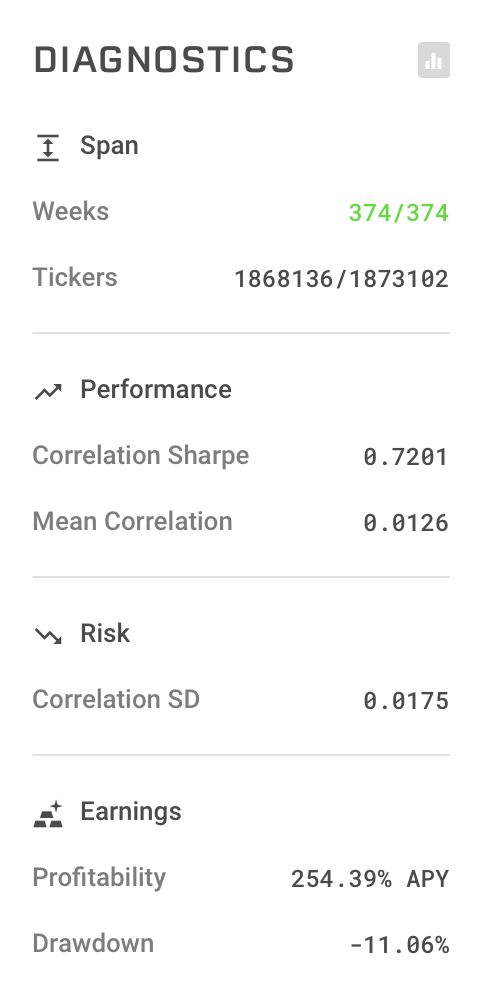 DIAGNOSTICS
Span
Weeks 374/374
Tickers 1868136/1873102
Performance
Correlation Sharpe 0.7201
Mean Correlation 0.0126
Risk
Correlation SD 0.0175
Earnings
Profitability 254.39% APY
Drawdown -11.06%